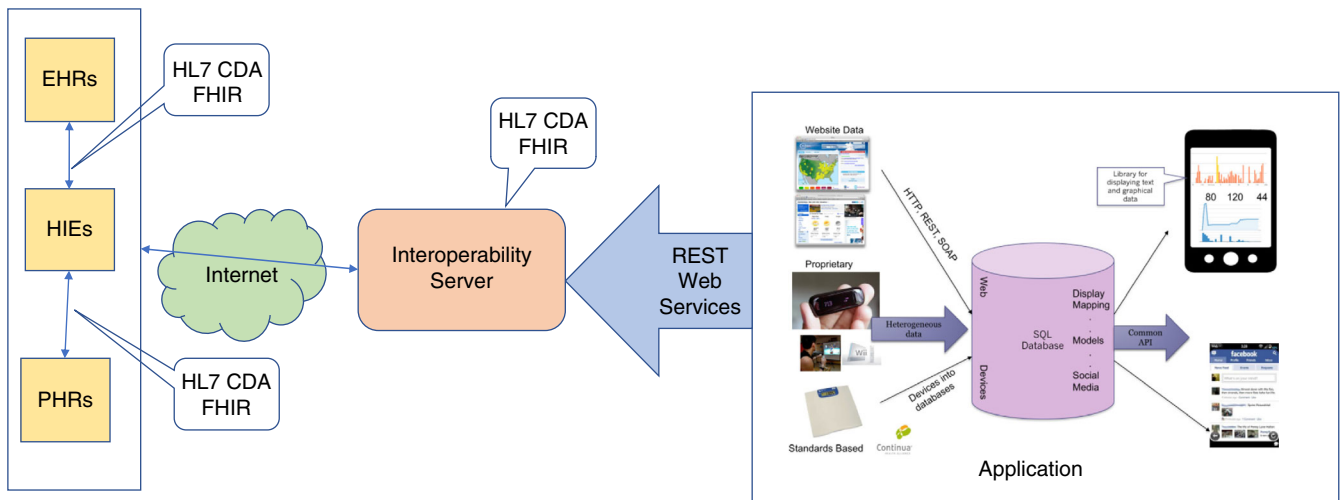 EHRs
HL7 CDA
FHIR
HIEs
Internet
HL7 CDA
FHIR
PHRs
HL7 CDA
FHIR
Interoperability
Server
REST
Web
Services
Website Data
Proprietary
Wii
Standards Based
Continua
HTTP, REST, SOAP
Heterogeneous
data
Devices into
databases
Web
Devices
SQL
Database
Display
Mapping
.
.
Models
.
.
Social
Media
Common
API
Library for
displaying text
and graphical
data
80 120 44
facebook
Application